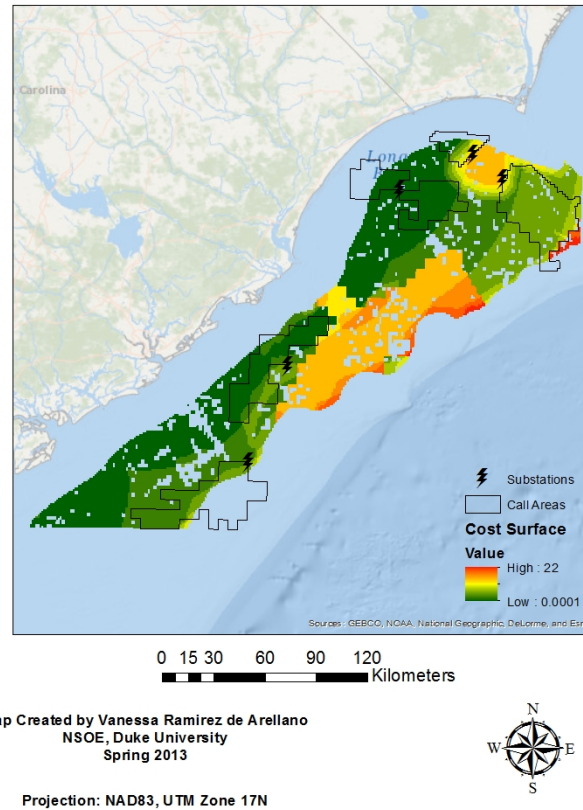 Carolina
Long
Substations
Call Areas
Cost Surface
Value
High : 22
Low : 0.0001
Sources: GEBCO, NOAA, National Geographic, DeLorme, and Esri
0 15 30 60 90 120
Kilometers
ap Created by Vanessa Ramirez de Arellano
NSOE, Duke University
Spring 2013
N
W E
S
Projection: NAD83, UTM Zone 17N